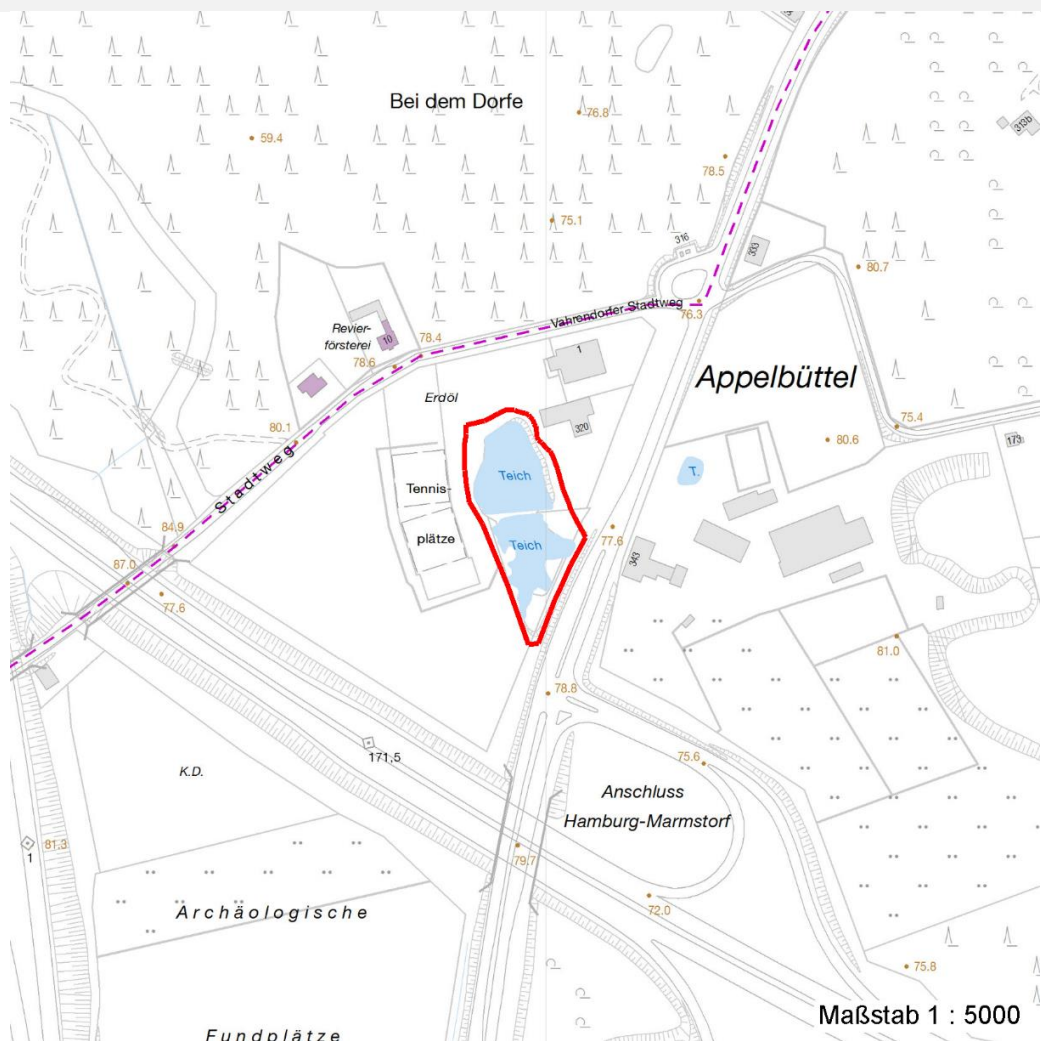 Bei dem Dorfe
76.8
59.4
313b
78.5
75.1
316
333
80.7
76.3
Vahrendorfer Stadtweg
Revier-
försterei
10
78.4
78.6
1
Appelbüttel
Erdöl
320
75.4
80.1
80.6
173
Stadtweg
Teich
T.
Tennis-
plätze
Teich
84.9
77.6
343
87.0
77.6
81.0
78.8
171,5
75.6
K.D.
Anschluss
Hamburg-Marmstorf
81.3
1
79.7
72.0
Archäologische
75.8
Maßstab 1 : 5000
Fundplätze